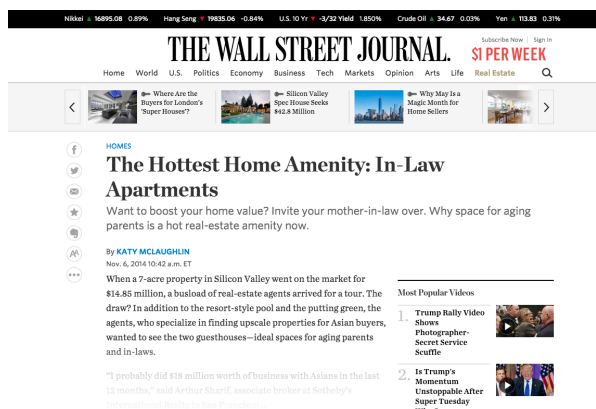 Nikkei ▲ 16895.08 0.89% Hang Seng ▼ 19835.06 -0.84% U.S. 10 Yr ▼ -3/32 Yield 1.850% Crude Oil ▲ 34.67 0.03% Yen ▲ 113.83 0.31%
THE WALL STREET JOURNAL.
Subscribe Now | Sign In
$1 PER WEEK
Home World U.S. Politics Economy Business Tech Markets Opinion Arts Life Real Estate
Where Are the
Buyers for London's
'Super Houses'?
Silicon Valley
Spec House Seeks
$42.8 Million
Why May Is a
Magic Month for
Home Sellers
HOMES
The Hottest Home Amenity: In-Law
Apartments
Want to boost your home value? Invite your mother-in-law over. Why space for aging
parents is a hot real-estate amenity now.
By KATY MCLAUGHLIN
Nov. 6, 2014 10:42 a.m. ET
When a 7-acre property in Silicon Valley went on the market for
$14.85 million, a busload of real-estate agents arrived for a tour. The
draw? In addition to the resort-style pool and the putting green, the
agents, who specialize in finding upscale properties for Asian buyers,
wanted to see the two guesthouses—ideal spaces for aging parents
and in-laws.
"I probably did $18 million worth of business with Asians in the last
12 months," said Arthur Sharif, associate broker at Sotheby's
International Realty in San Francisco.
Most Popular Videos
1. Trump Rally Video
Shows
Photographer-
Secret Service
Scuffle
2. Is Trump's
Momentum
Unstoppable After
Super Tuesday